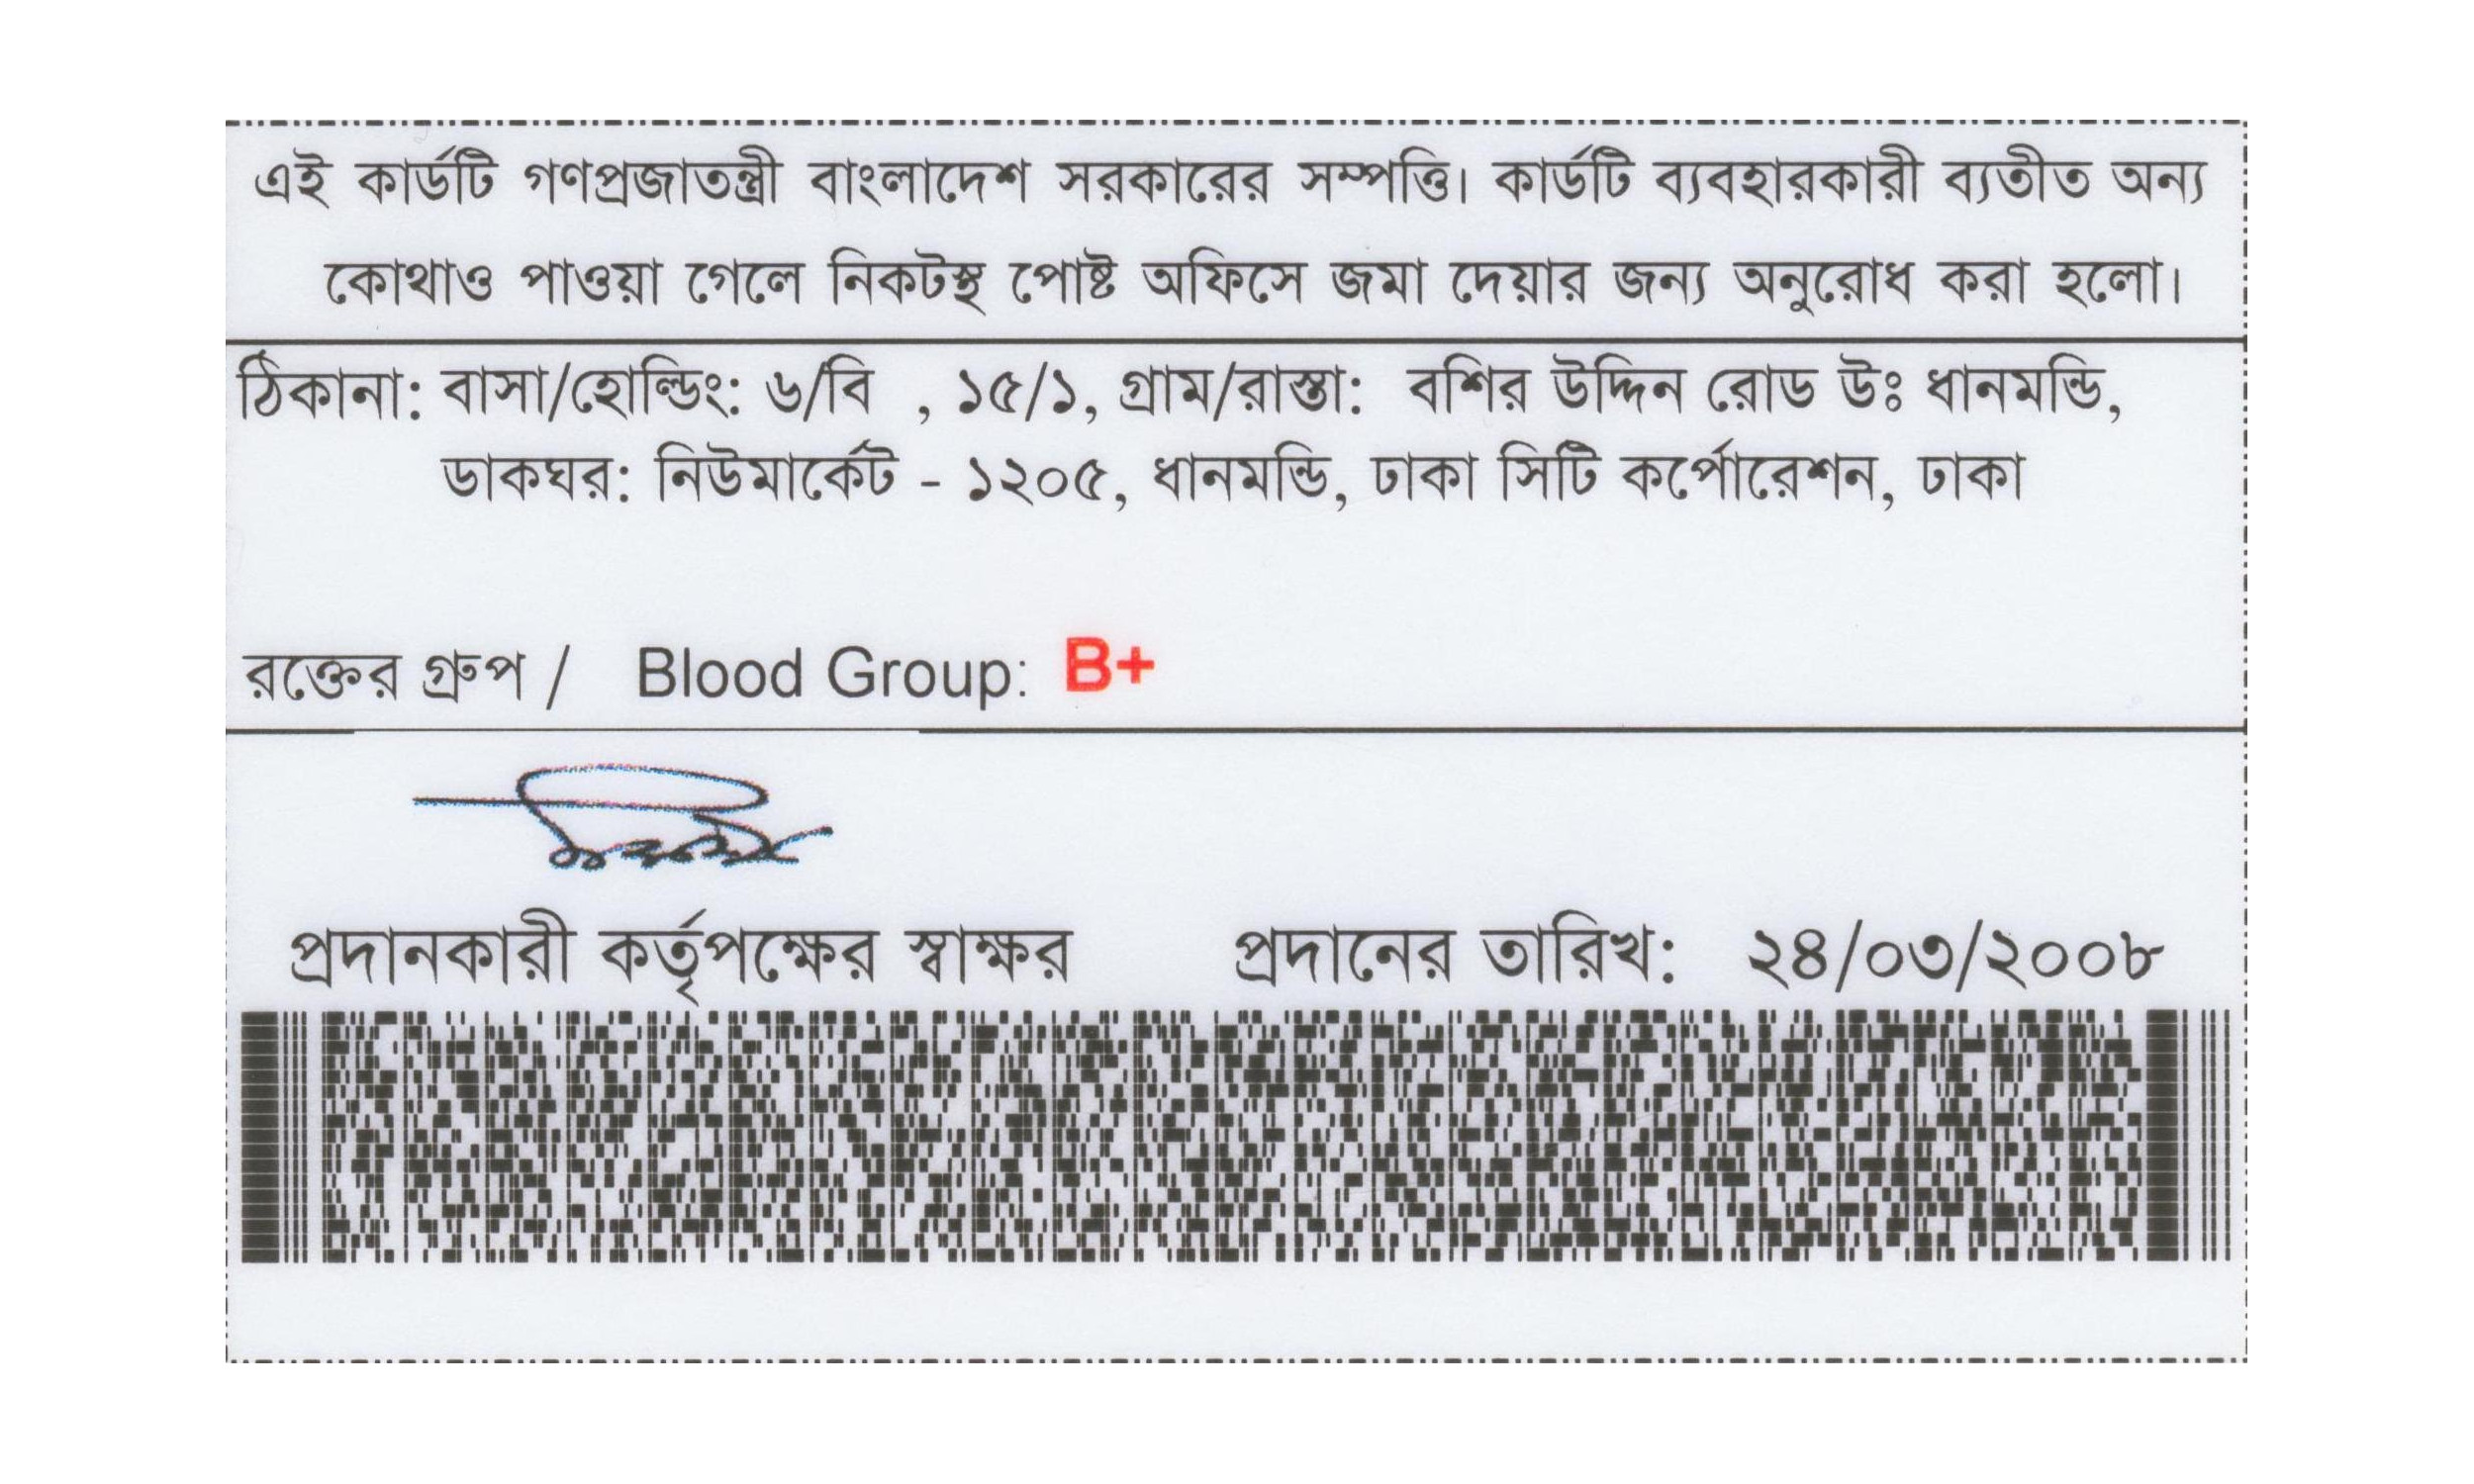 এই কার্ডটি গণপ্রজাতন্ত্রী বাংলাদেশ সরকারের সম্পত্তি। কার্ডটি ব্যবহারকারী ব্যতীত অন্য
কোথাও পাওয়া গেলে নিকটস্থ পোষ্ট অফিসে জমা দেয়ার জন্য অনুরোধ করা হলো।
ঠিকানা: বাসা/হোল্ডিং: ৬/বি , ১৫/১, গ্রাম/রাস্তা: বশির উদ্দিন রোড উঃ ধানমন্ডি,
ডাকঘর: নিউমার্কেট - ১২০৫, ধানমন্ডি, ঢাকা সিটি কর্পোরেশন, ঢাকা
রক্তের গ্রুপ / Blood Group: B+
প্রদানকারী কর্তৃপক্ষের স্বাক্ষর প্রদানের তারিখ: ২৪/০৩/২০০৮